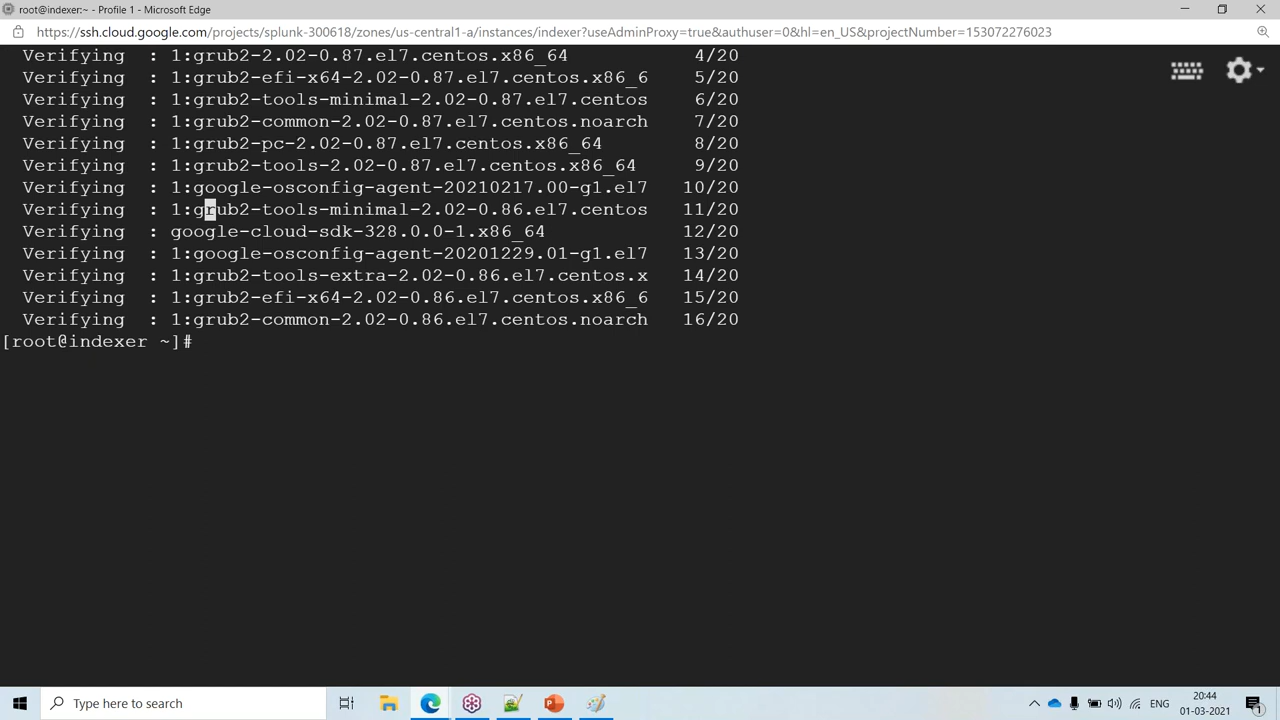 root@indexer:~ - Profile 1 - Microsoft Edge
https://ssh.cloud.google.com/projects/splunk-300618/zones/us-central1-a/instances/indexer?useAdminProxy=true&authuser=0&hl=en_US&projectNumber=153072276023
Verifying : 1:grub2-2.02-0.87.el7.centos.x86_64 4/20
Verifying : 1:grub2-efi-x64-2.02-0.87.el7.centos.x86_6 5/20
Verifying : 1:grub2-tools-minimal-2.02-0.87.el7.centos 6/20
Verifying : 1:grub2-common-2.02-0.87.el7.centos.noarch 7/20
Verifying : 1:grub2-pc-2.02-0.87.el7.centos.x86_64 8/20
Verifying : 1:grub2-tools-2.02-0.87.el7.centos.x86_64 9/20
Verifying : 1:google-osconfig-agent-20210217.00-g1.el7 10/20
Verifying : 1:grub2-tools-minimal-2.02-0.86.el7.centos 11/20
Verifying : google-cloud-sdk-328.0.0-1.x86_64 12/20
Verifying : 1:google-osconfig-agent-20201229.01-g1.el7 13/20
Verifying : 1:grub2-tools-extra-2.02-0.86.el7.centos.x 14/20
Verifying : 1:grub2-efi-x64-2.02-0.86.el7.centos.x86_6 15/20
Verifying : 1:grub2-common-2.02-0.86.el7.centos.noarch 16/20
[root@indexer ~]#
Type here to search
ENG
20:44
01-03-2021
1